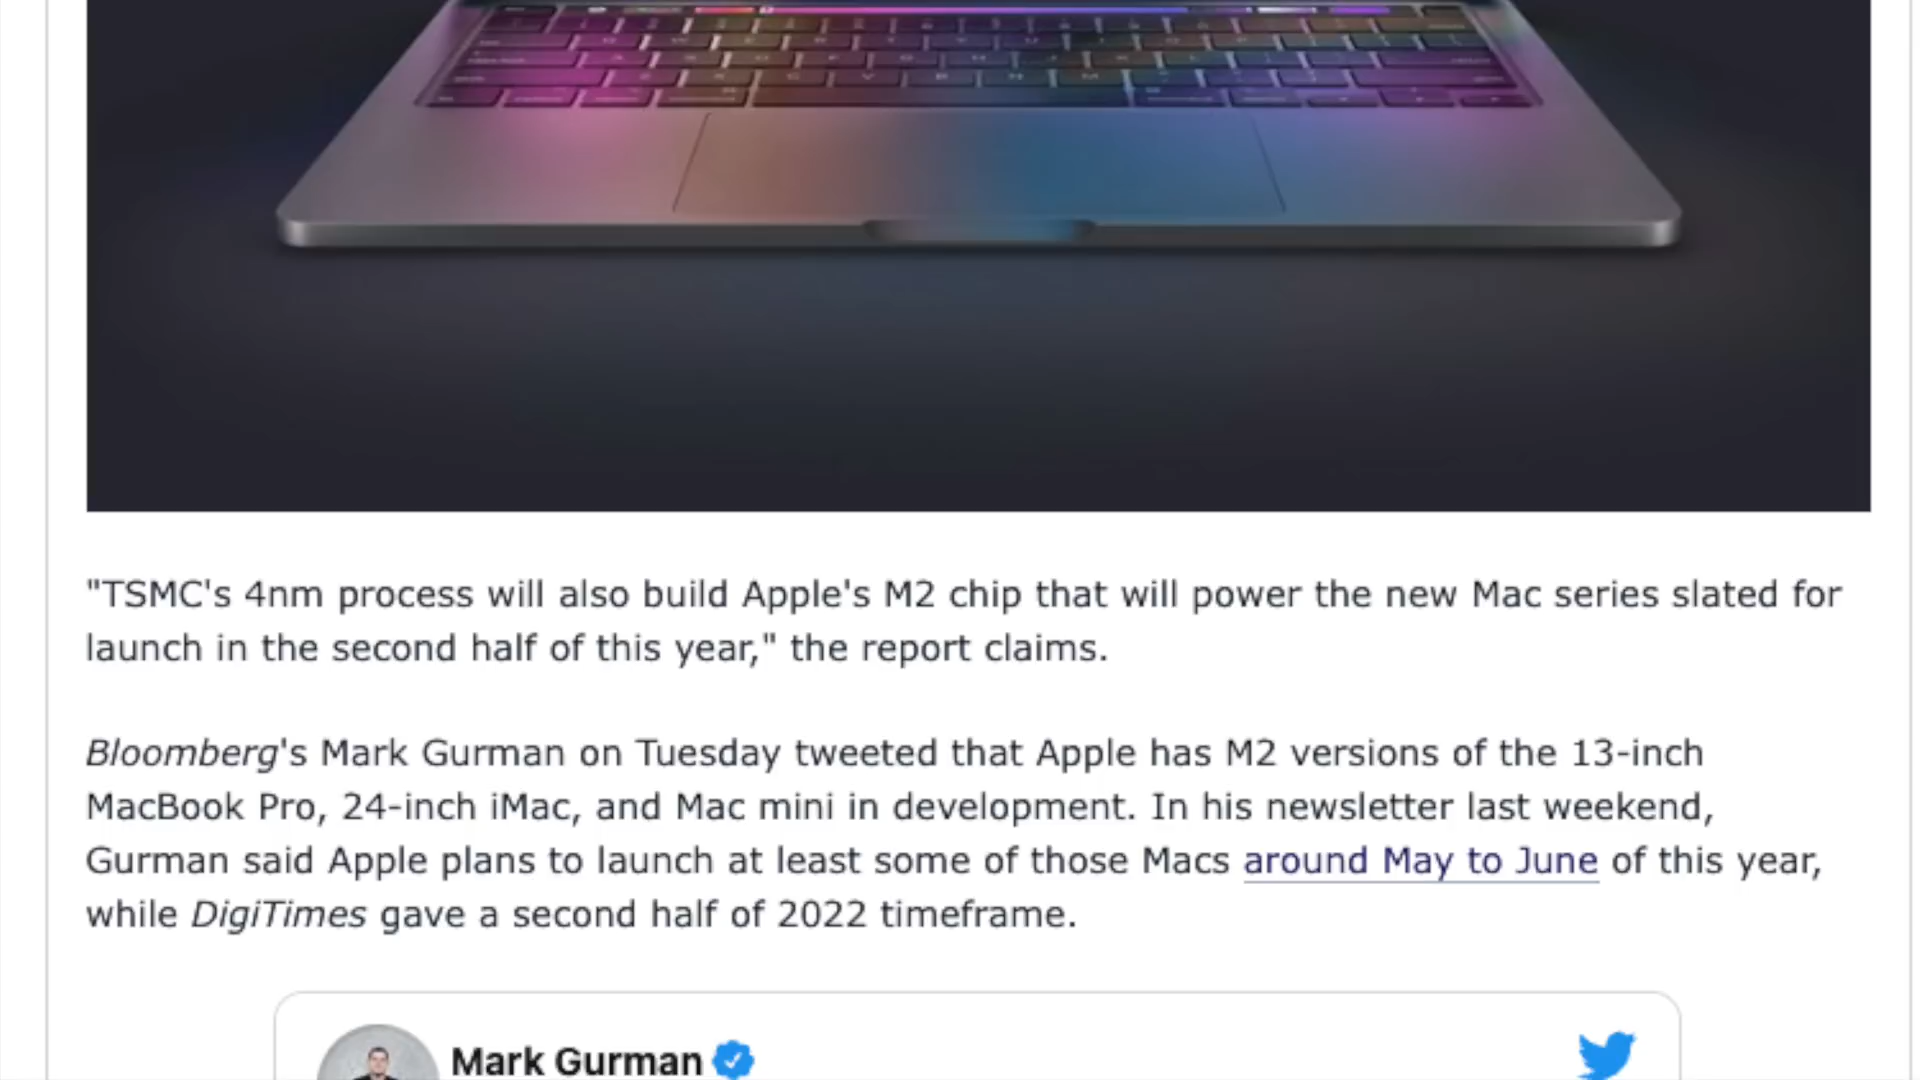 "TSMC's 4nm process will also build Apple's M2 chip that will power the new Mac series slated for
launch in the second half of this year," the report claims.
Bloomberg's Mark Gurman on Tuesday tweeted that Apple has M2 versions of the 13-inch
MacBook Pro, 24-inch iMac, and Mac mini in development. In his newsletter last weekend,
Gurman said Apple plans to launch at least some of those Macs around May to June of this year,
while DigiTimes gave a second half of 2022 timeframe.
Mark Gurman